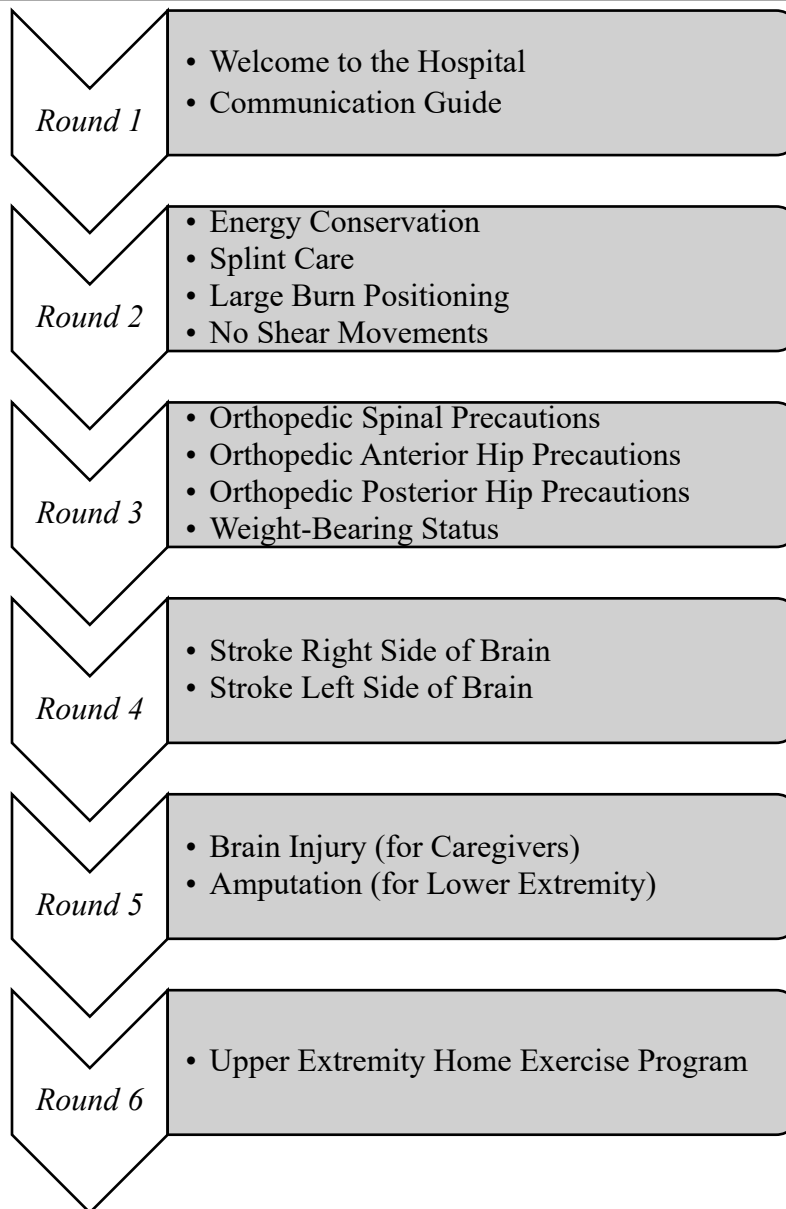 Round 1
• Welcome to the Hospital
• Communication Guide
Round 2
• Energy Conservation
• Splint Care
• Large Burn Positioning
• No Shear Movements
Round 3
• Orthopedic Spinal Precautions
• Orthopedic Anterior Hip Precautions
• Orthopedic Posterior Hip Precautions
• Weight-Bearing Status
Round 4
• Stroke Right Side of Brain
• Stroke Left Side of Brain
Round 5
• Brain Injury (for Caregivers)
• Amputation (for Lower Extremity)
Round 6
• Upper Extremity Home Exercise Program